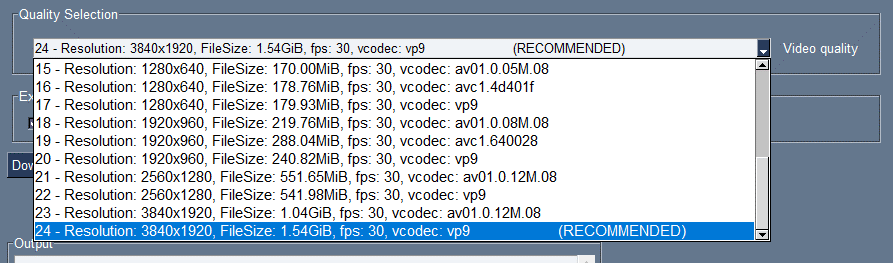 Quality Selection
24 - Resolution: 3840x1920, FileSize: 1.54GiB, fps: 30, vcodec: vp9 (RECOMMENDED)
Video quality
15 - Resolution: 1280x640, FileSize: 170.00MiB, fps: 30, vcodec: av01.0.05M.08
16 - Resolution: 1280x640, FileSize: 178.76MiB, fps: 30, vcodec: avc1.4d401f
17 - Resolution: 1280x640, FileSize: 179.93MiB, fps: 30, vcodec: vp9
18 - Resolution: 1920x960, FileSize: 219.76MiB, fps: 30, vcodec: av01.0.08M.08
19 - Resolution: 1920x960, FileSize: 288.04MiB, fps: 30, vcodec: avc1.640028
20 - Resolution: 1920x960, FileSize: 240.82MiB, fps: 30, vcodec: vp9
21 - Resolution: 2560x1280, FileSize: 551.65MiB, fps: 30, vcodec: av01.0.12M.08
22 - Resolution: 2560x1280, FileSize: 541.98MiB, fps: 30, vcodec: vp9
23 - Resolution: 3840x1920, FileSize: 1.04GiB, fps: 30, vcodec: av01.0.12M.08
24 - Resolution: 3840x1920, FileSize: 1.54GiB, fps: 30, vcodec: vp9 (RECOMMENDED)
Output